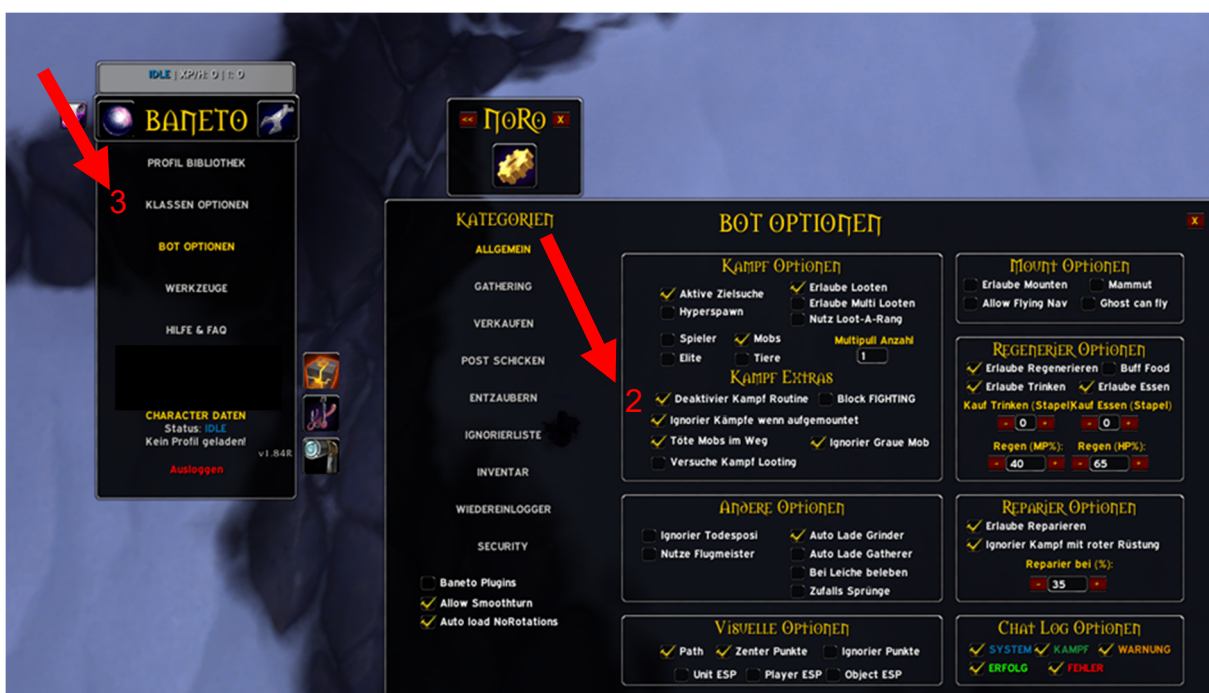 IDLE | XP/H: 0 | t: 0
BANETO
3
PROFIL BIBLIOTHEK
KLASSEN OPTIONEN
BOT OPTIONEN
WERKZEUGE
HILFE & FAQ
CHARACTER DATEN
Status: IDLE
Kein Profil geladen!
v1.84R
Ausloggen
<< NoRo X
KATEGORIEN
ALLGEMEIN
GATHERING
VERKAUFEN
POST SCHICKEN
ENTZAUBERN
IGNORIERLISTE
INVENTAR
WIEDEREINLOGGER
SECURITY
Baneto Plugins
Allow Smoothturn
Auto load NoRotations
BOT OPTIONEN X
KAMPF OPTIONEN
Aktive Zielsuche Erlaube Looten
Hyperspawn Erlaube Multi Looten
Nutz Loot-A-Rang
Spieler Mobs Multipull Anzahl
Elite Tiere 1
KAMPF EXTRAS
2
Deaktivier Kampf Routine Block FIGHTING
Ignorier Kämpfe wenn aufgemountet
Töte Mobs im Weg Ignorier Graue Mob
Versuche Kampf Looting
ANDERE OPTIONEN
Ignorier Todesposi Auto Lade Grinder
Nutze Flugmeister Auto Lade Gatherer
Bei Leiche beleben
Zufalls Sprünge
VISUELLE OPTIONEN
Path Zenter Punkte Ignorier Punkte
Unit ESP Player ESP Object ESP
MOUNT OPTIONEN
Erlaube Mounten Mammut
Allow Flying Nav Ghost can fly
REGENERIER OPTIONEN
Erlaube Regenerieren Buff Food
Erlaube Trinken Erlaube Essen
Kauf Trinken (Stapel) Kauf Essen (Stapel)
- 0 + - 0 +
Regen (MP%): Regen (HP%):
- 40 + - 65 +
REPARIER OPTIONEN
Erlaube Reparieren
Ignorier Kampf mit roter Rüstung
Reparier bei (%):
- 35 +
CHAT LOG OPTIONEN
SYSTEM KAMPF WARNUNG
ERFOLG FEHLER